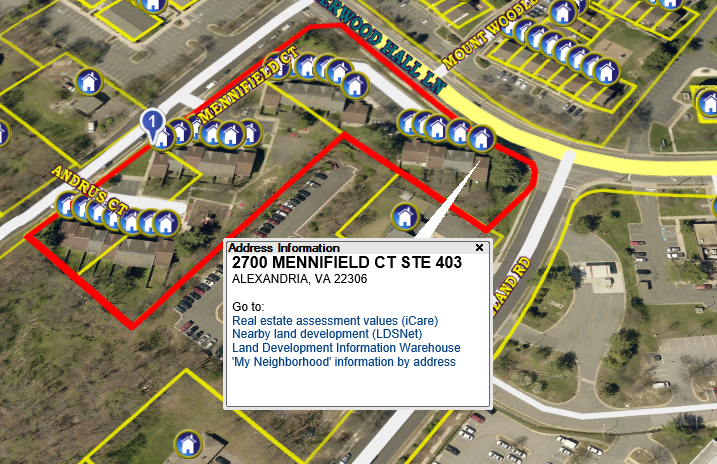 ERWOOD HALL LN
MOUNT WOODL
MENNIFIELD CT
1
ANDRUS CT
LAND RD
Address Information
2700 MENNIFIELD CT STE 403
ALEXANDRIA, VA 22306
Go to:
Real estate assessment values (iCare)
Nearby land development (LDSNet)
Land Development Information Warehouse
'My Neighborhood' information by address